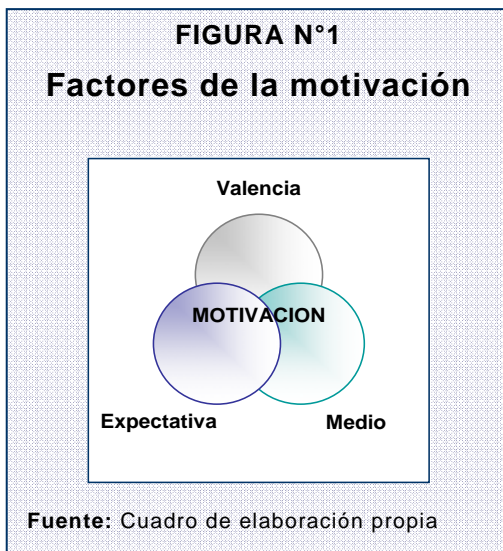 FIGURA N°1
Factores de la motivación
Valencia
MOTIVACION
Expectativa
Medio
Fuente: Cuadro de elaboración propia